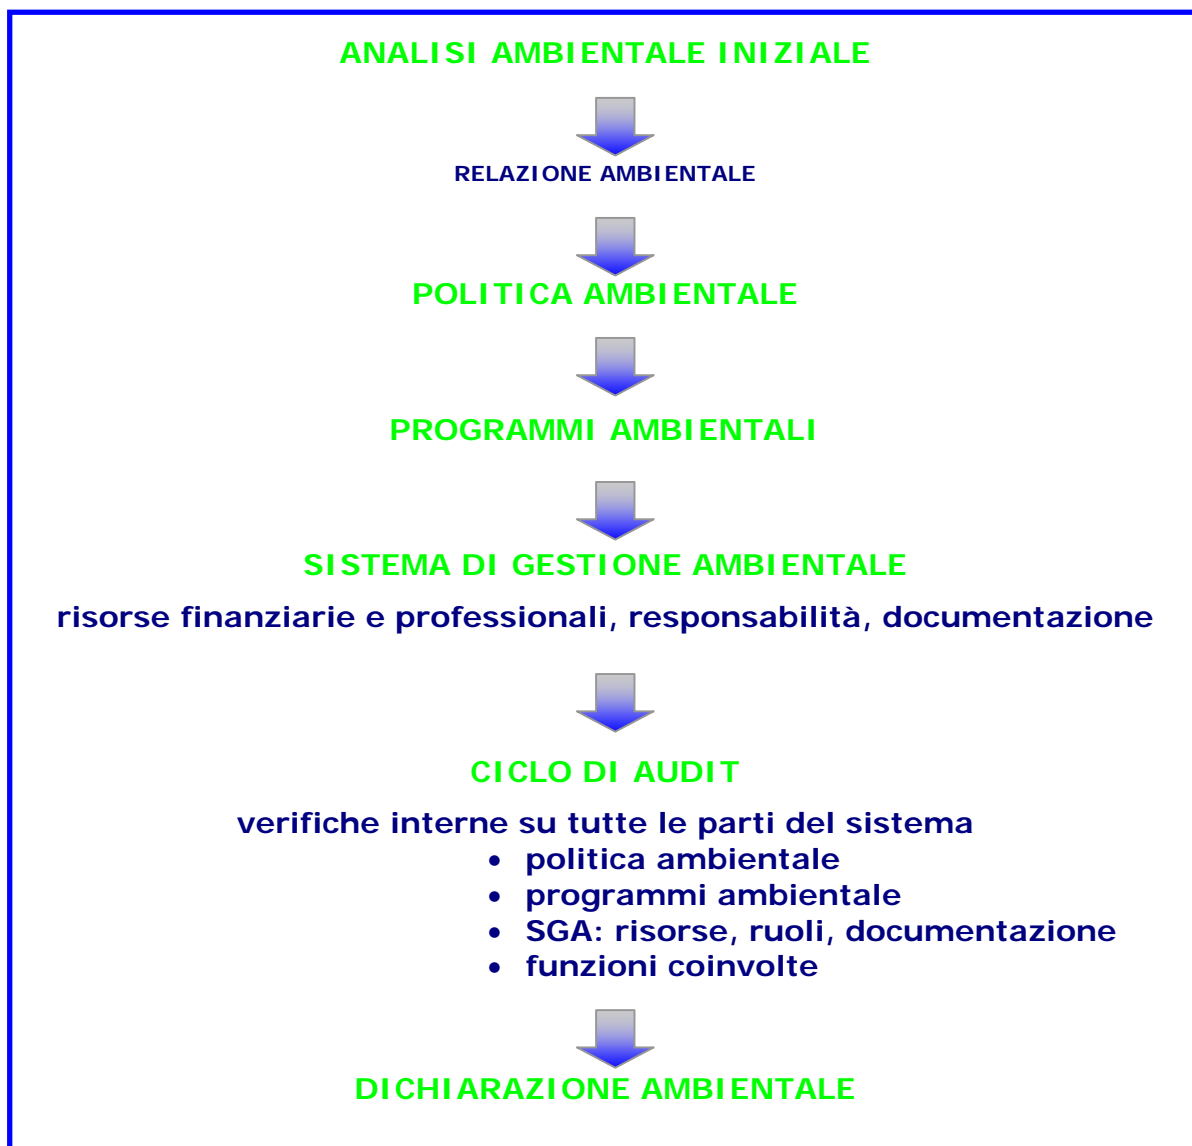 ANALISI AMBIENTALE INIZIALE
RELAZIONE AMBIENTALE
POLITICA AMBIENTALE
PROGRAMMI AMBIENTALI
SISTEMA DI GESTIONE AMBIENTALE
risorse finanziarie e professionali, responsabilità, documentazione
CICLO DI AUDIT
verifiche interne su tutte le parti del sistema
• politica ambientale
• programmi ambientale
• SGA: risorse, ruoli, documentazione
• funzioni coinvolte
DICHIARAZIONE AMBIENTALE